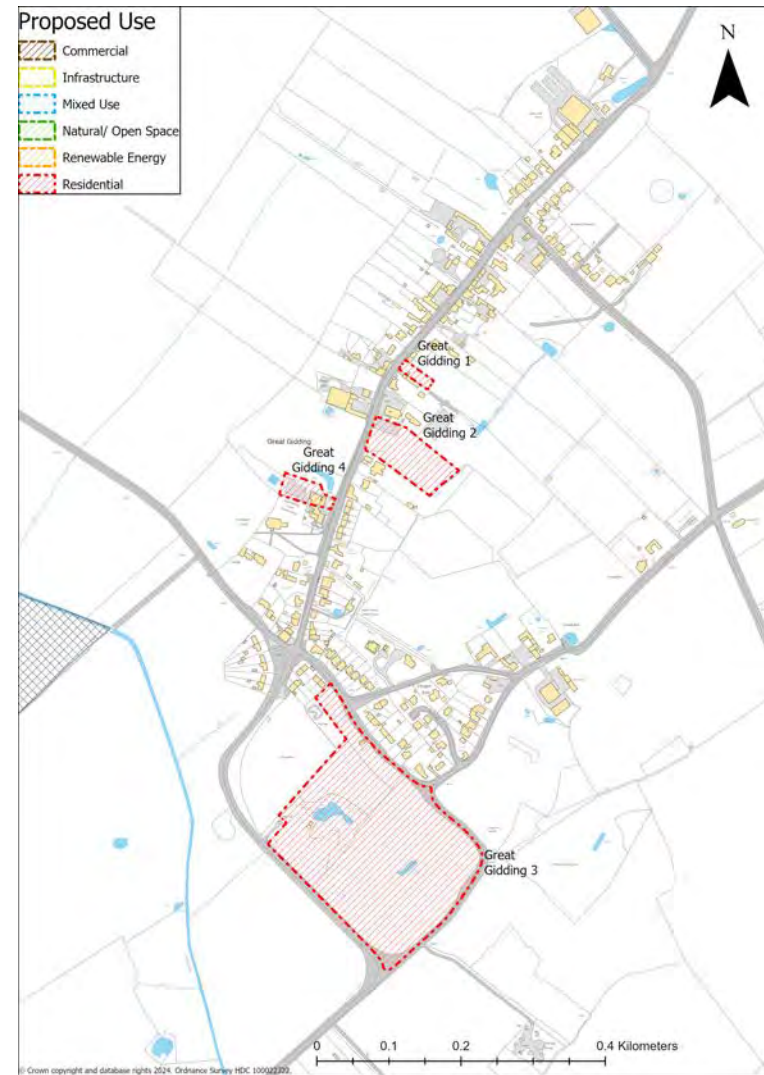 Proposed Use
Commercial
Infrastructure
Mixed Use
Natural/ Open Space
Renewable Energy
Residential
N
Great
Gidding 1
Great
Gidding 2
Great Gidding
Great
Gidding 4
Great
Gidding 3
0 0.1 0.2 0.4 Kilometers
© Crown copyright and database rights 2024. Ordnance Survey HDC 100022322.